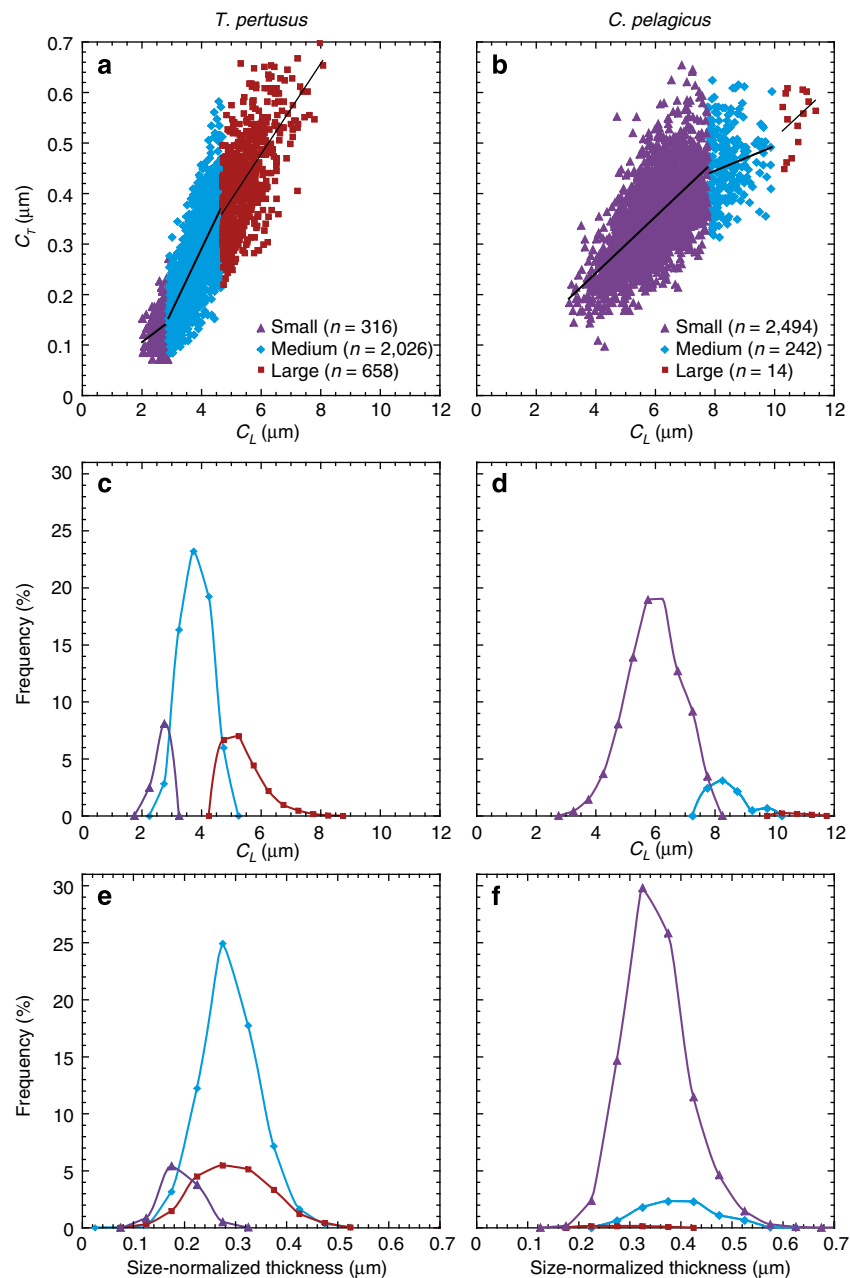 T. pertusus
C. pelagicus
a
b
0.7
0.6
0.5
0.4
0.3
0.2
0.1
0
C_T (μm)
Small (n = 316)
Medium (n = 2,026)
Large (n = 658)
Small (n = 2,494)
Medium (n = 242)
Large (n = 14)
0 2 4 6 8 10 12
0 2 4 6 8 10 12
C_L (μm)
C_L (μm)
c
d
30
25
20
15
10
5
0
Frequency (%)
0 2 4 6 8 10 12
0 2 4 6 8 10 12
C_L (μm)
C_L (μm)
e
f
30
25
20
15
10
5
0
Frequency (%)
0 0.1 0.2 0.3 0.4 0.5 0.6 0.7
0 0.1 0.2 0.3 0.4 0.5 0.6 0.7
Size-normalized thickness (μm)
Size-normalized thickness (μm)